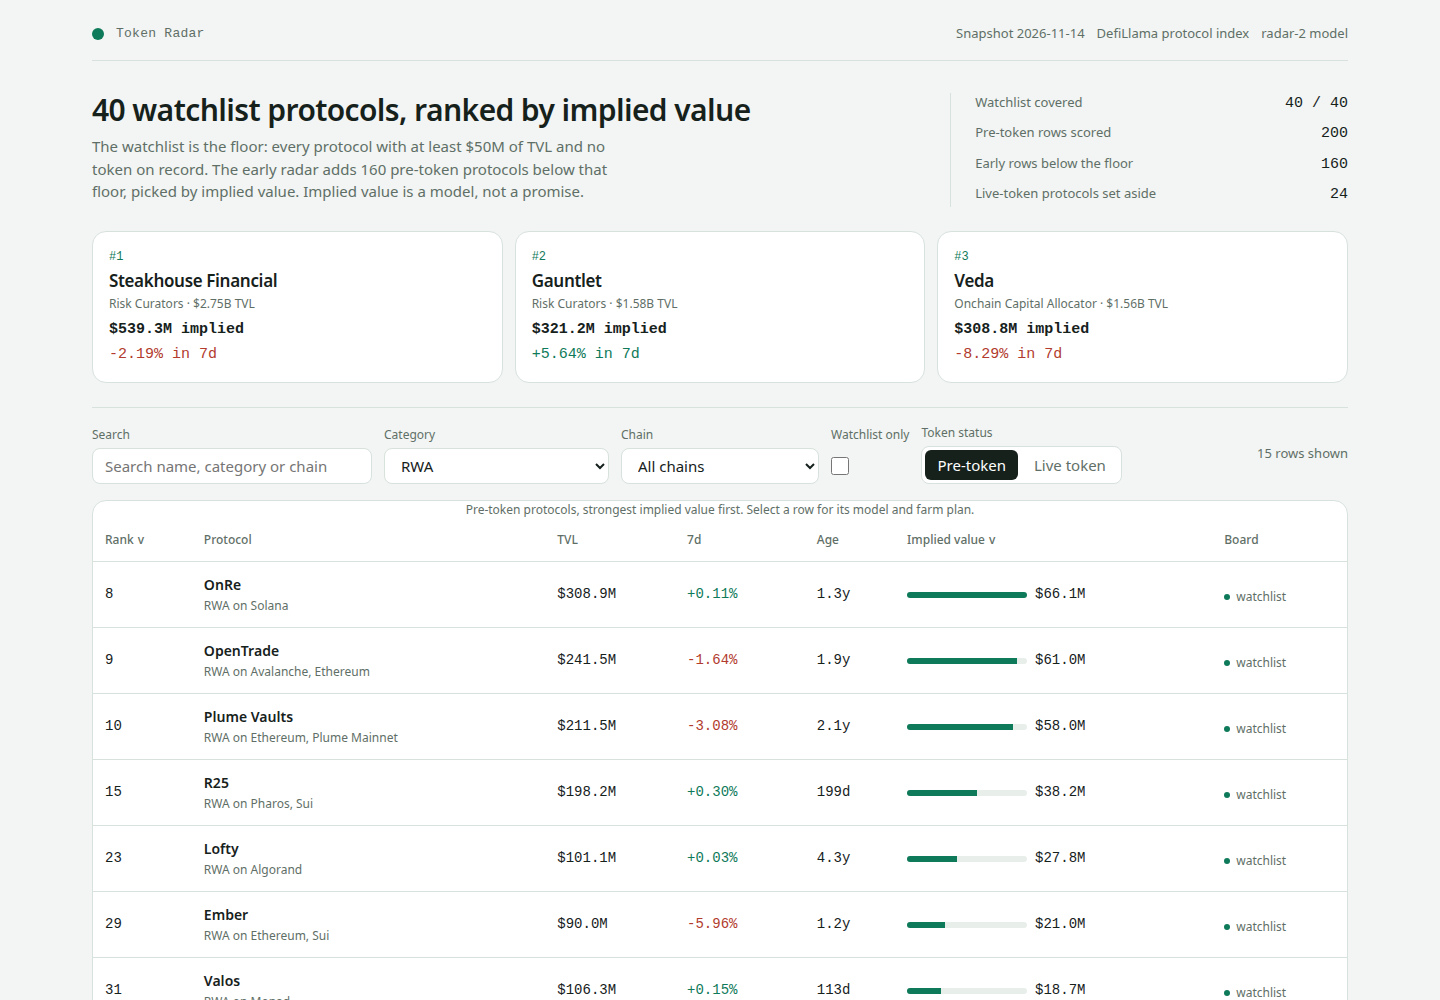 Token Radar
Snapshot 2026-11-14 DefiLlama protocol index radar-2 model
40 watchlist protocols, ranked by implied value
The watchlist is the floor: every protocol with at least $50M of TVL and no
token on record. The early radar adds 160 pre-token protocols below that
floor, picked by implied value. Implied value is a model, not a promise.
Watchlist covered 40 / 40
Pre-token rows scored 200
Early rows below the floor 160
Live-token protocols set aside 24
#1
Steakhouse Financial
Risk Curators · $2.75B TVL
$539.3M implied
-2.19% in 7d
#2
Gauntlet
Risk Curators · $1.58B TVL
$321.2M implied
+5.64% in 7d
#3
Veda
Onchain Capital Allocator · $1.56B TVL
$308.8M implied
-8.29% in 7d
Search
Search name, category or chain
Category
RWA
Chain
All chains
Watchlist only
Token status
Pre-token Live token
15 rows shown
Pre-token protocols, strongest implied value first. Select a row for its model and farm plan.
Rank v Protocol TVL 7d Age Implied value v Board
8 OnRe $308.9M +0.11% 1.3y $66.1M watchlist
RWA on Solana
9 OpenTrade $241.5M -1.64% 1.9y $61.0M watchlist
RWA on Avalanche, Ethereum
10 Plume Vaults $211.5M -3.08% 2.1y $58.0M watchlist
RWA on Ethereum, Plume Mainnet
15 R25 $198.2M +0.30% 199d $38.2M watchlist
RWA on Pharos, Sui
23 Lofty $101.1M +0.03% 4.3y $27.8M watchlist
RWA on Algorand
29 Ember $90.0M -5.96% 1.2y $21.0M watchlist
RWA on Ethereum, Sui
31 Valos $106.3M +0.15% 113d $18.7M watchlist
RWA on Monad